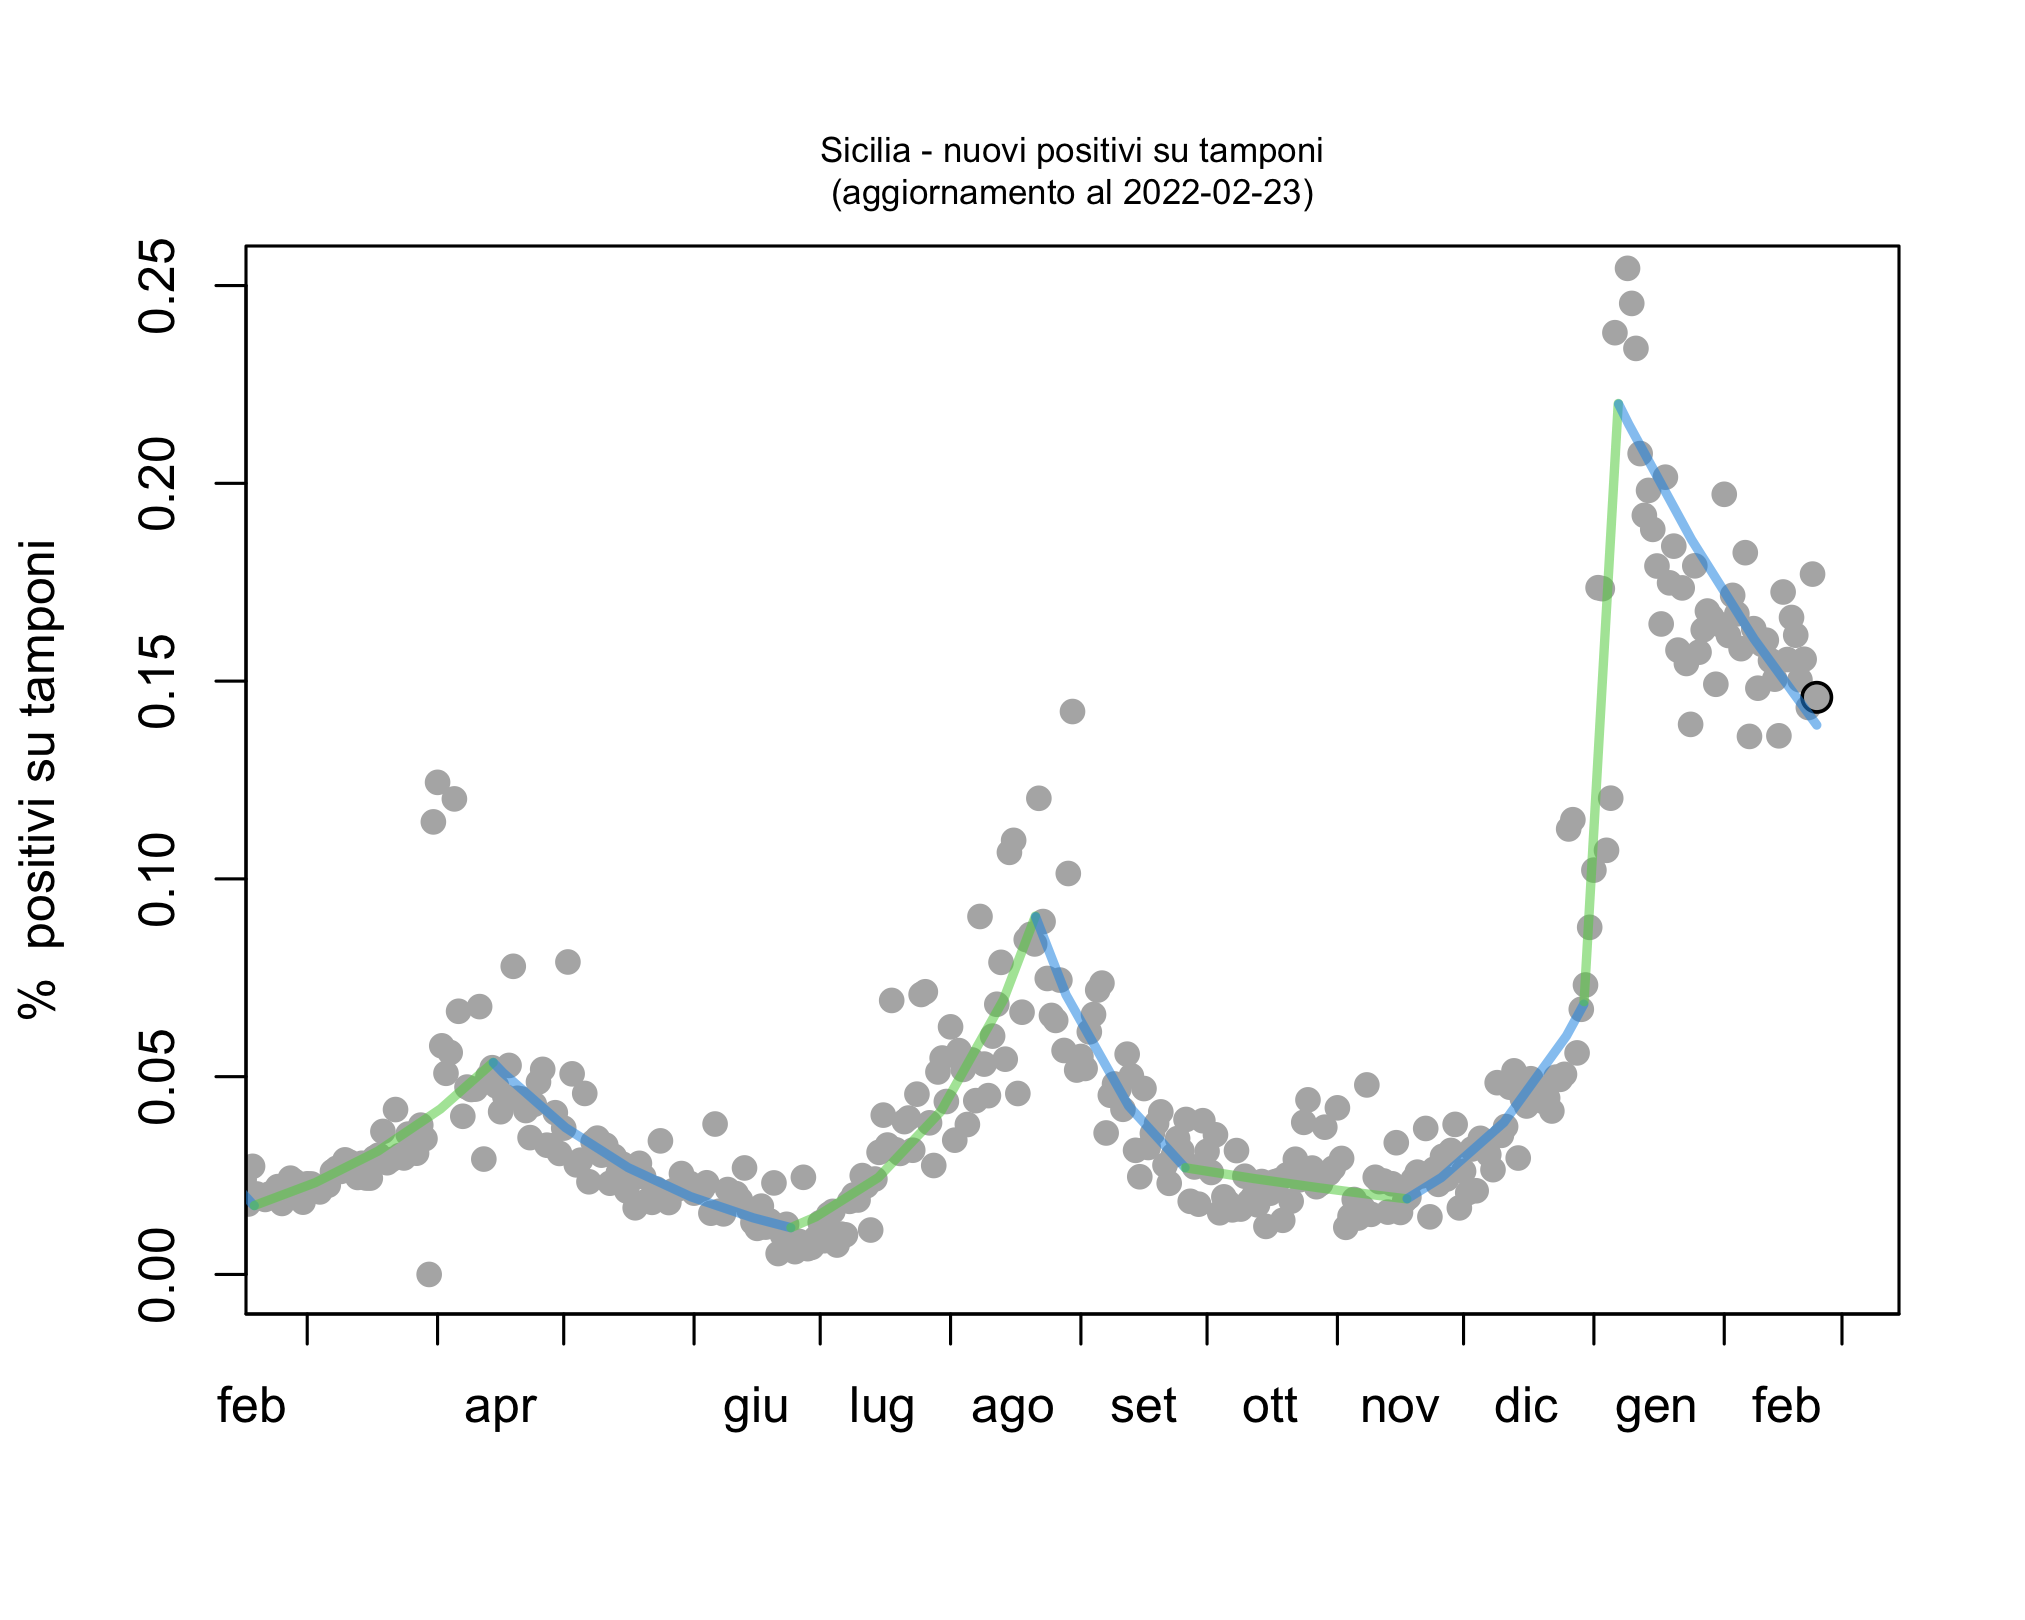 Sicilia - nuovi positivi su tamponi
(aggiornamento al 2022-02-23)
% positivi su tamponi
0.25
0.20
0.15
0.10
0.05
0.00
feb apr giu lug ago set ott nov dic gen feb